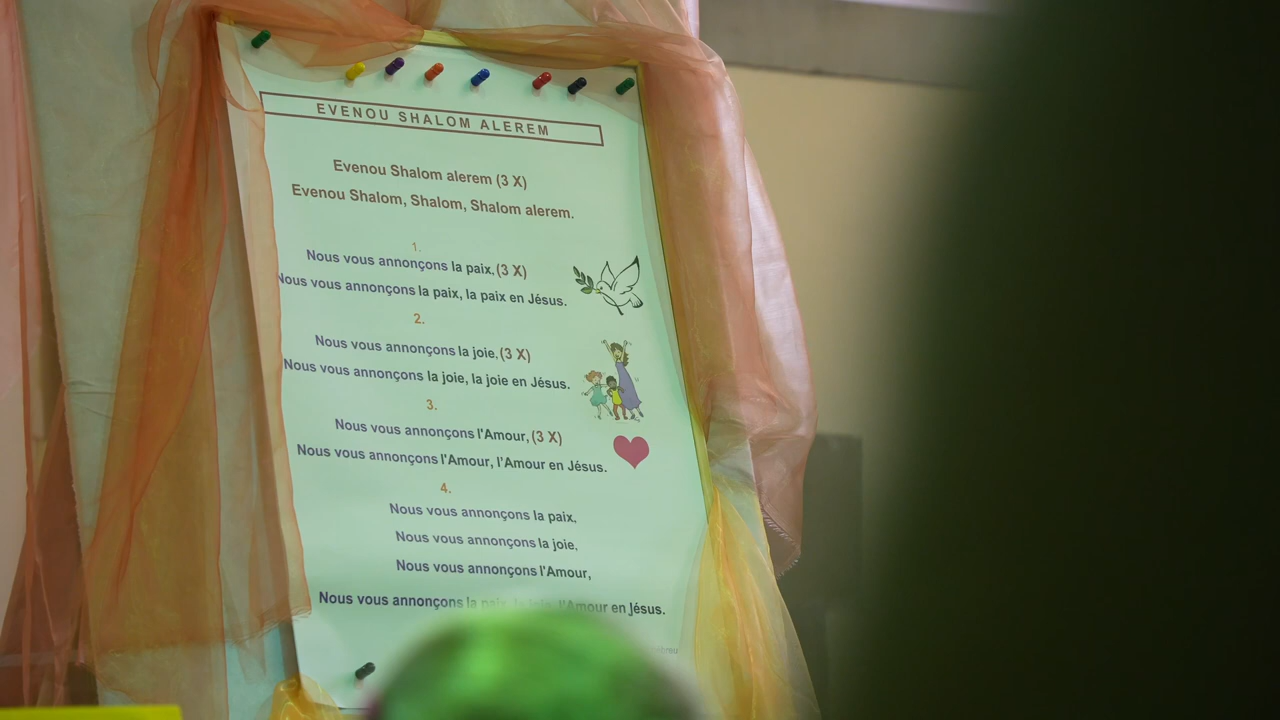 EVENOU SHALOM ALEREM
Evenou Shalom alerem (3 X)
Evenou Shalom, Shalom, Shalom alerem.
1.
Nous vous annonçons la paix, (3 X)
Nous vous annonçons la paix, la paix en Jésus.
2.
Nous vous annonçons la joie, (3 X)
Nous vous annonçons la joie, la joie en Jésus.
3.
Nous vous annonçons l'Amour, (3 X)
Nous vous annonçons l'Amour, l'Amour en Jésus.
4.
Nous vous annonçons la paix,
Nous vous annonçons la joie,
Nous vous annonçons l'Amour,
Nous vous annonçons la paix, la joie, l'Amour en Jésus.